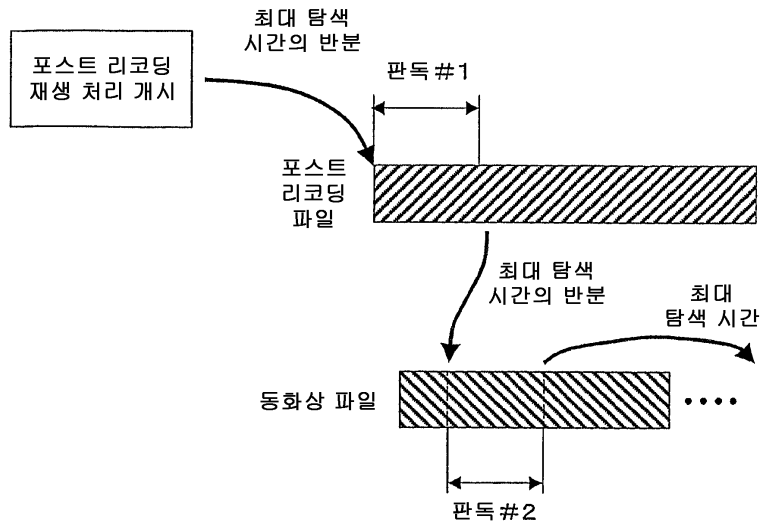 최대 탐색
시간의 반분
포스트 리코딩
재생 처리 개시
판독#1
포스트
리코딩
파일
최대 탐색
시간의 반분
최대
탐색 시간
동화상 파일
판독#2